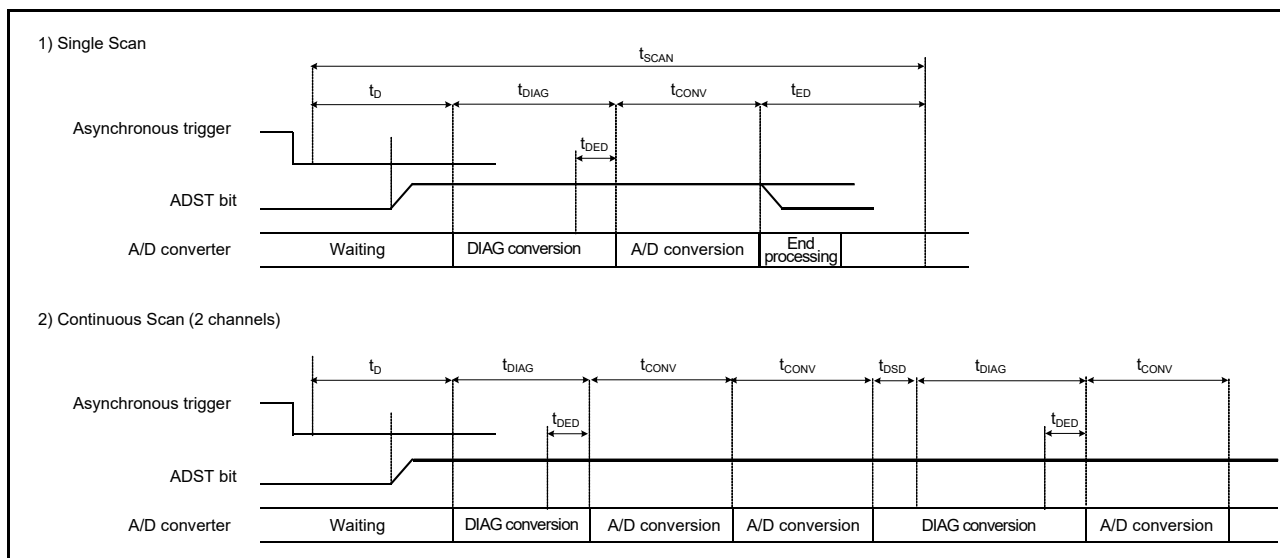 1) Single Scan
tSCAN
tD tDIAG tCONV tED
Asynchronous trigger
tDED
ADST bit
A/D converter Waiting DIAG conversion A/D conversion End processing
2) Continuous Scan (2 channels)
tD tDIAG tCONV tCONV tDSD tDIAG tCONV
Asynchronous trigger
tDED tDED
ADST bit
A/D converter Waiting DIAG conversion A/D conversion A/D conversion DIAG conversion A/D conversion